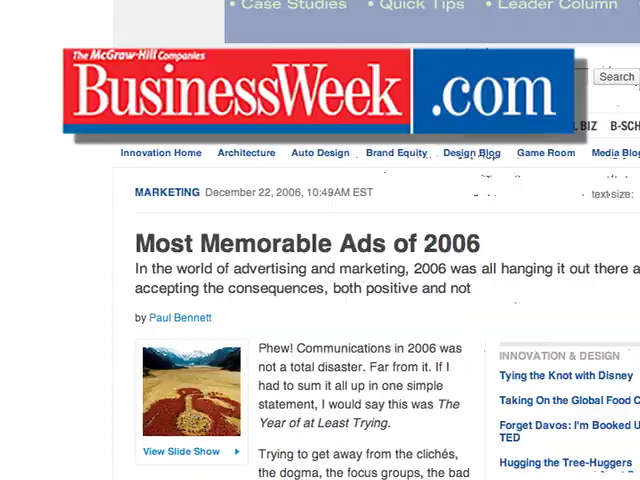 • Case Studies • Quick Tips • Leader Column
The McGraw-Hill Companies
BusinessWeek .com
Search
BIZ B-SCH
Innovation Home Architecture Auto Design Brand Equity Design Blog Game Room Media Blog
MARKETING December 22, 2006, 10:49AM EST
text size:
Most Memorable Ads of 2006
In the world of advertising and marketing, 2006 was all hanging it out there a
accepting the consequences, both positive and not
by Paul Bennett
Phew! Communications in 2006 was
not a total disaster. Far from it. If I
had to sum it all up in one simple
statement, I would say this was The
Year of at Least Trying.
Trying to get away from the clichés,
the dogma, the focus groups, the bad
View Slide Show
INNOVATION & DESIGN
Tying the Knot with Disney
Taking On the Global Food C
Forget Davos: I'm Booked U
TED
Hugging the Tree-Huggers